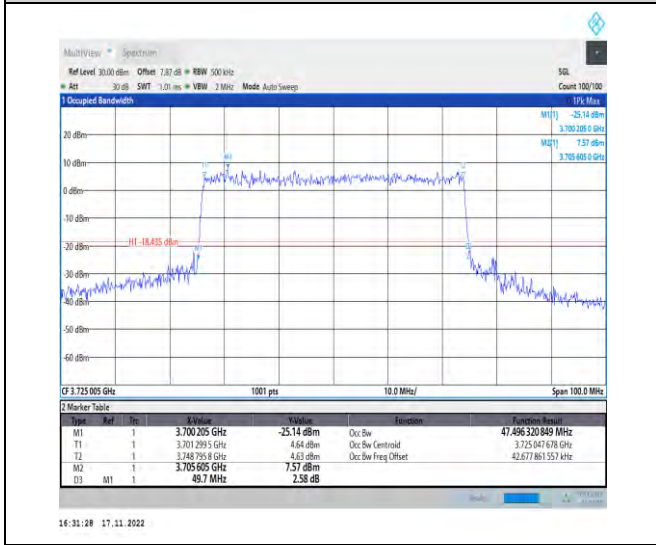 MultiView Spectrum
Ref Level 30.00 dBm Offset 7.87 dB RBW 500 kHz SGL
Att 30 dB SWT 1.01 ms VBW 2 MHz Mode Auto Sweep Count 100/100
1 Occupied Bandwidth 1Pk Max
M1[1] -25.14 dBm
3.700 205 0 GHz
M2[1] 7.57 dBm
3.705 605 0 GHz
20 dBm
10 dBm
0 dBm
-10 dBm
H1 -18.435 dBm
-20 dBm
-30 dBm
-40 dBm
-50 dBm
-60 dBm
CF 3.725 005 GHz 1001 pts 10.0 MHz/ Span 100.0 MHz
2 Marker Table
Type Ref Trc X-Value Y-Value Function Function Result
M1 1 3.700 205 GHz -25.14 dBm Occ Bw 47.496 320 849 MHz
T1 1 3.701 299 5 GHz 4.64 dBm Occ Bw Centroid 3.725 047 678 GHz
T2 1 3.748 795 8 GHz 4.63 dBm Occ Bw Freq Offset 42.677 861 557 kHz
M2 1 3.705 605 GHz 7.57 dBm
D3 M1 1 49.7 MHz 2.58 dB
16:31:28 17.11.2022